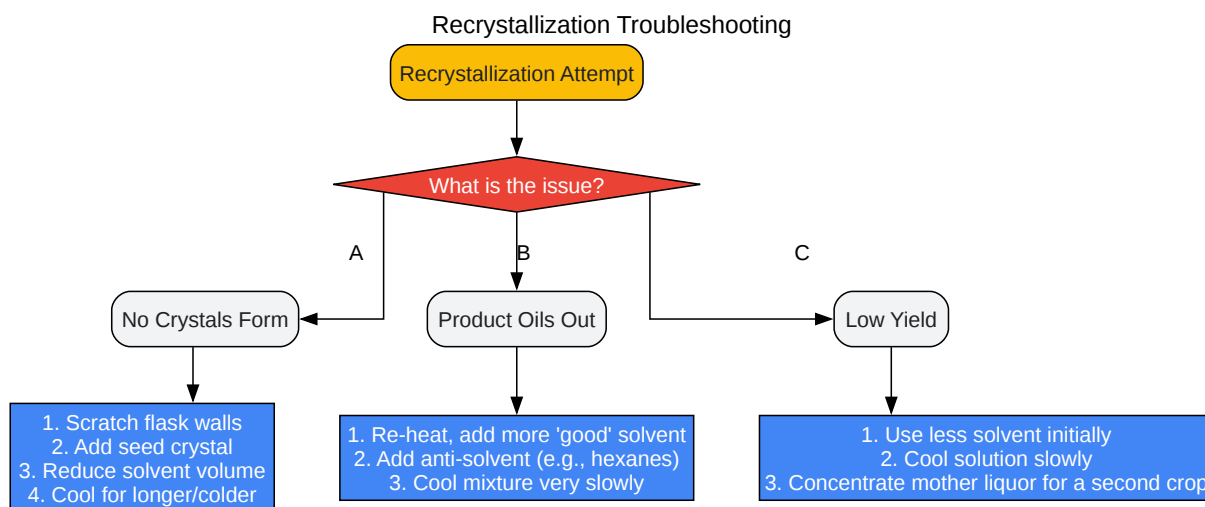 Recrystallization Troubleshooting
Recrystallization Attempt
What is the issue?
A
B
C
No Crystals Form
Product Oils Out
Low Yield
1. Scratch flask walls
2. Add seed crystal
3. Reduce solvent volume
4. Cool for longer/colder
1. Re-heat, add more 'good' solvent
2. Add anti-solvent (e.g., hexanes)
3. Cool mixture very slowly
1. Use less solvent initially
2. Cool solution slowly
3. Concentrate mother liquor for a second crop